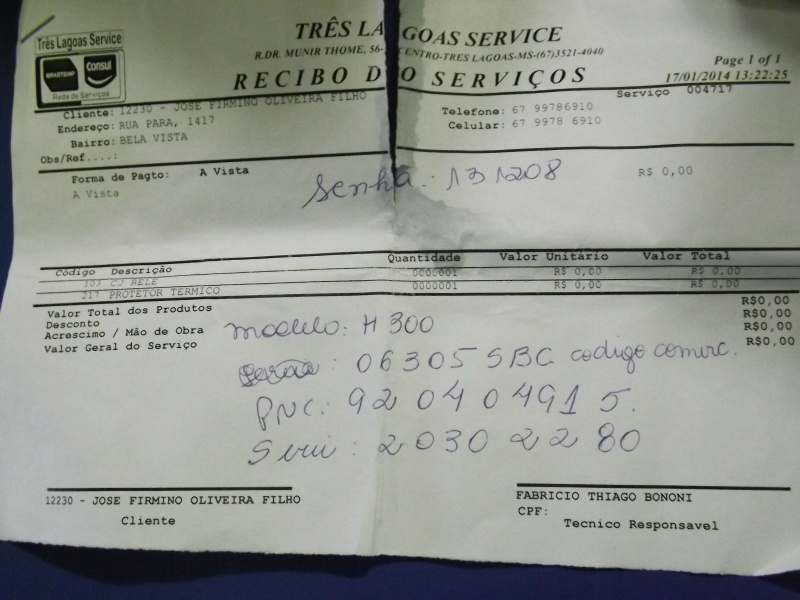 Três Lagoas Service
BRASTEMP
Consul
Rede de Serviços
TRÊS LAGOAS SERVICE
R.DR. MUNIR THOME, 56- CENTRO-TRES LAGOAS-MS-(67)3521-4040
RECIBO D O SERVIÇOS
Page 1 of 1
17/01/2014 13:22:25
Serviço 004717
Cliente: 12230 - JOSE FIRMINO OLIVEIRA FILHO
Endereço: RUA PARA, 1417
Bairro: BELA VISTA
Obs/Ref....:
Telefone: 67 99786910
Celular: 67 9978 6910
Forma de Pagto: A Vista
A Vista R$ 0,00
Senha: 131208
Código Descrição Quantidade Valor Unitário Valor Total
103 CJ RELE 0000001 R$ 0,00 R$ 0,00
217 PROTETOR TERMICO 0000001 R$ 0,00 R$ 0,00
Valor Total dos Produtos R$0,00
Desconto R$0,00
Acrescimo / Mão de Obra R$0,00
Valor Geral do Serviço R$0,00
modelo: H 300
: 06305 SBC codigo comerc.
PNC: 920404915.
Serie: 20302280
12230 - JOSE FIRMINO OLIVEIRA FILHO
Cliente
FABRICIO THIAGO BONONI
CPF:
Tecnico Responsavel